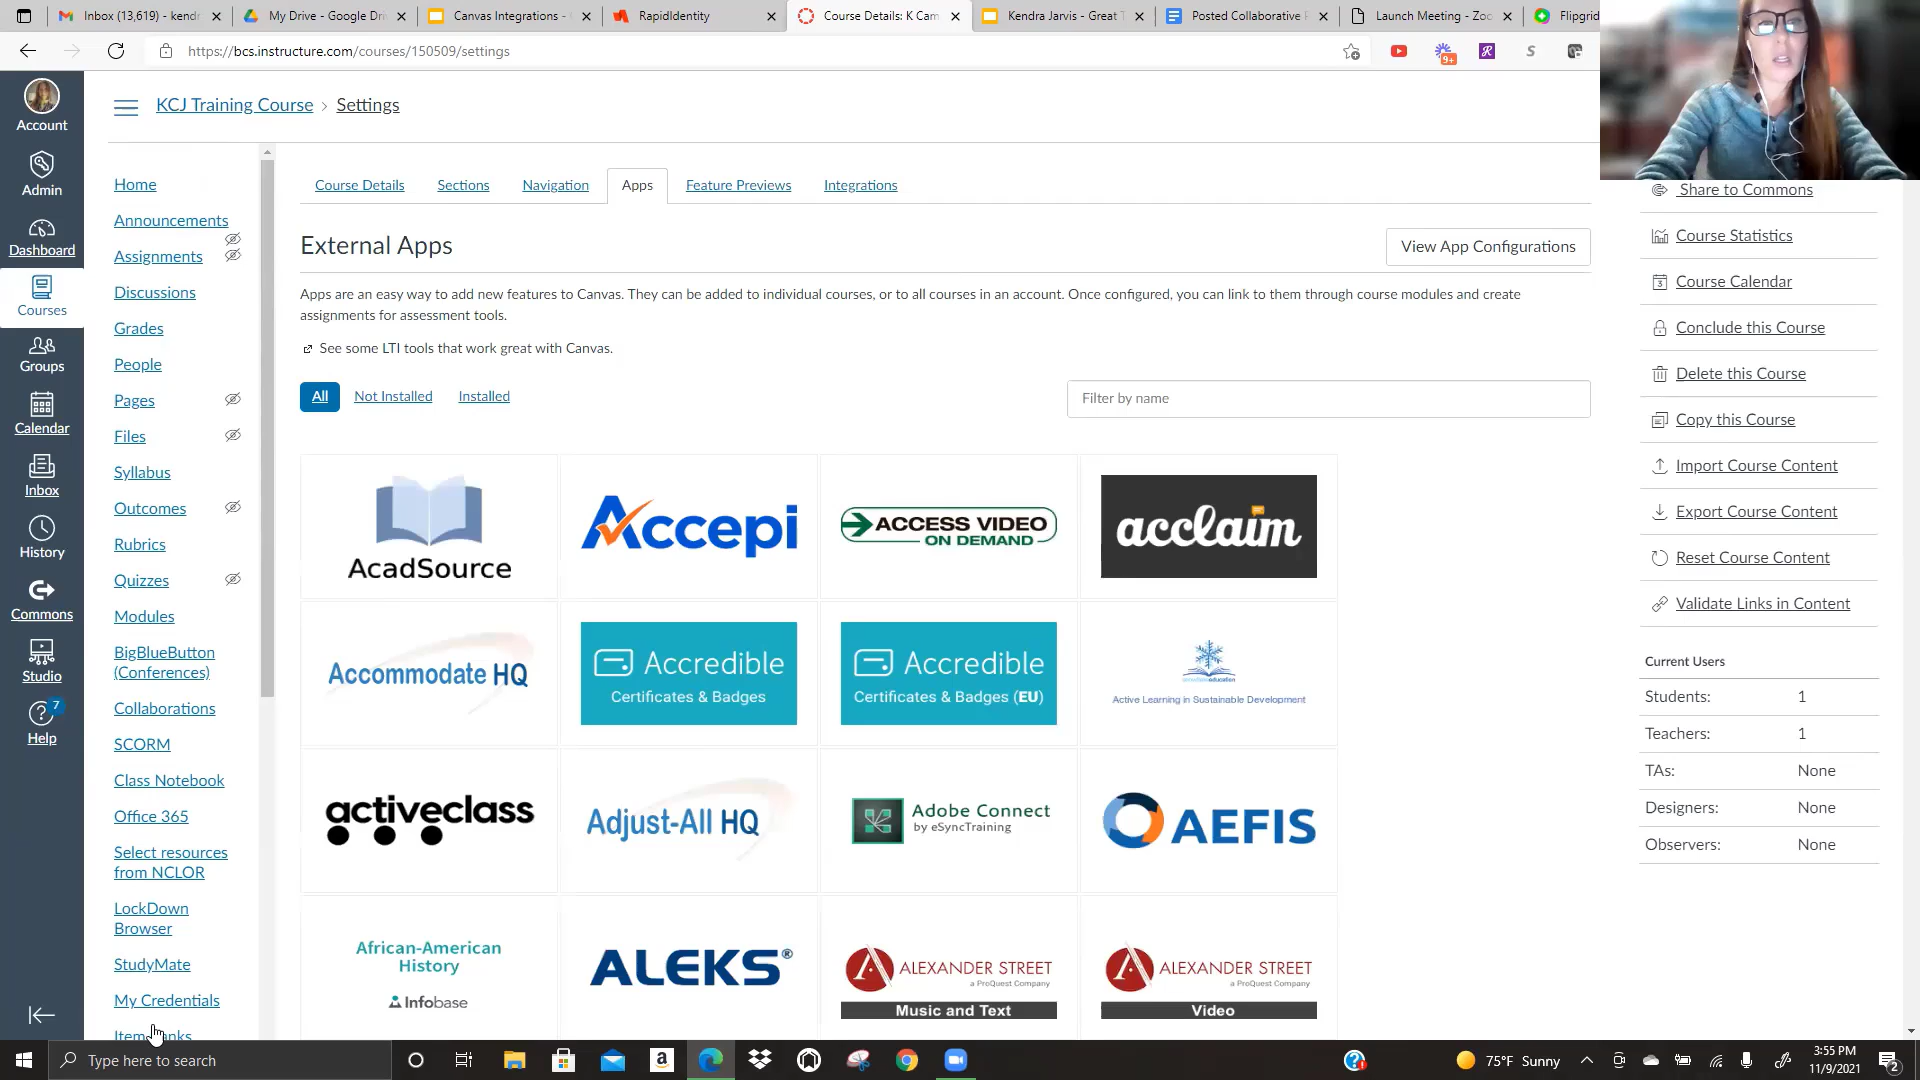 Inbox (13,619) - kendr
My Drive - Google Dri
Canvas Integrations -
RapidIdentity
Course Details: K Cam
Kendra Jarvis - Great T
Posted Collaborative
Launch Meeting - Zoo
Flipgrid
https://bcs.instructure.com/courses/150509/settings
9+
KCJ Training Course > Settings
Account
Admin
Dashboard
Courses
Groups
Calendar
Inbox
History
Commons
Studio
7
Help
Home
Announcements
Assignments
Discussions
Grades
People
Pages
Files
Syllabus
Outcomes
Rubrics
Quizzes
Modules
BigBlueButton
(Conferences)
Collaborations
SCORM
Class Notebook
Office 365
Select resources
from NCLOR
LockDown
Browser
StudyMate
My Credentials
Course Details
Sections
Navigation
Apps
Feature Previews
Integrations
External Apps
View App Configurations
Apps are an easy way to add new features to Canvas. They can be added to individual courses, or to all courses in an account. Once configured, you can link to them through course modules and create
assignments for assessment tools.
See some LTI tools that work great with Canvas.
All
Not Installed
Installed
Filter by name
AcadSource
Accepi
ACCESS VIDEO
ON DEMAND
acclaim
Accommodate HQ
Accredible
Certificates & Badges
Accredible
Certificates & Badges (EU)
Active Learning in Sustainable Development
activeclass
Adjust-All HQ
Adobe Connect
by eSyncTraining
AEFIS
African-American
History
Infobase
ALEKS®
ALEXANDER STREET
a ProQuest Company
Music and Text
ALEXANDER STREET
a ProQuest Company
Video
Share to Commons
Course Statistics
Course Calendar
Conclude this Course
Delete this Course
Copy this Course
Import Course Content
Export Course Content
Reset Course Content
Validate Links in Content
Current Users
Students: 1
Teachers: 1
TAs: None
Designers: None
Observers: None
Type here to search
75°F Sunny
3:55 PM
11/9/2021
2